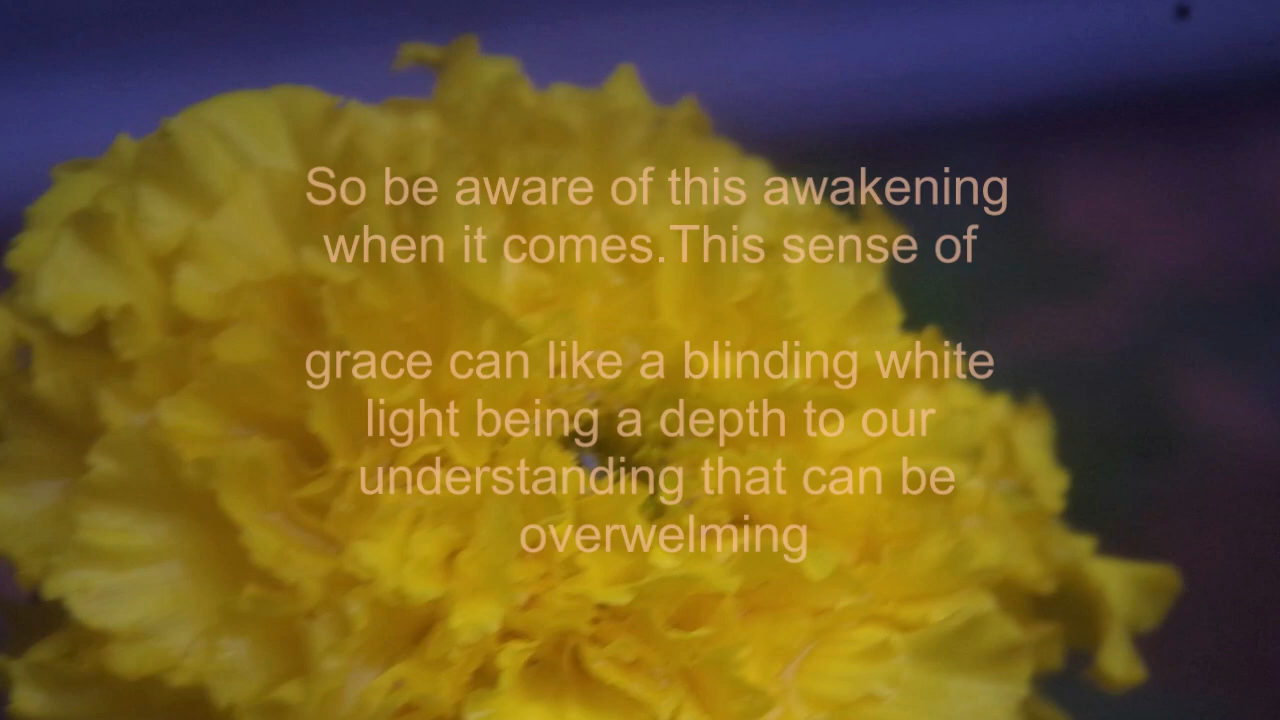 So be aware of this awakening
when it comes.This sense of
grace can like a blinding white
light being a depth to our
understanding that can be
overwelming